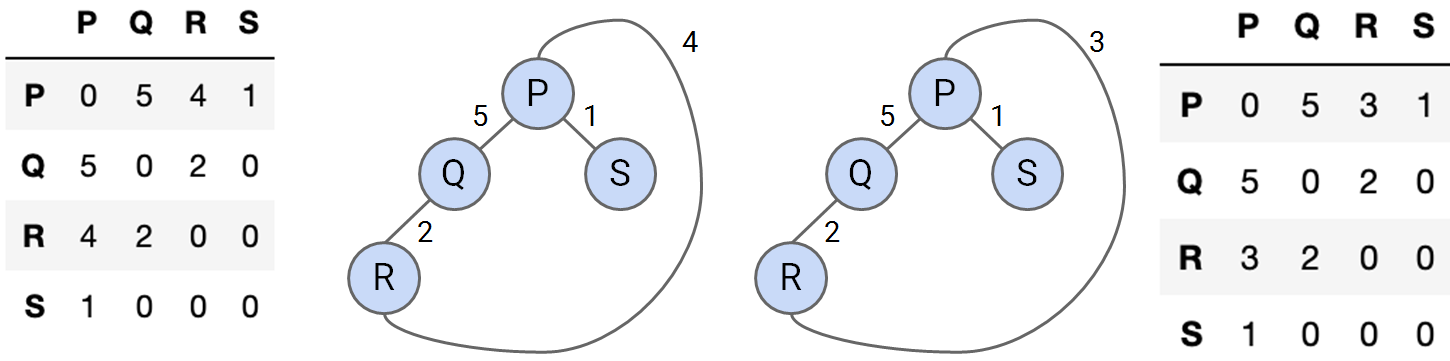 P Q R S
P 0 5 4 1
Q 5 0 2 0
R 4 2 0 0
S 1 0 0 0
4
P
5 1
Q S
2
R
3
P
5 1
Q S
2
R
P Q R S
P 0 5 3 1
Q 5 0 2 0
R 3 2 0 0
S 1 0 0 0